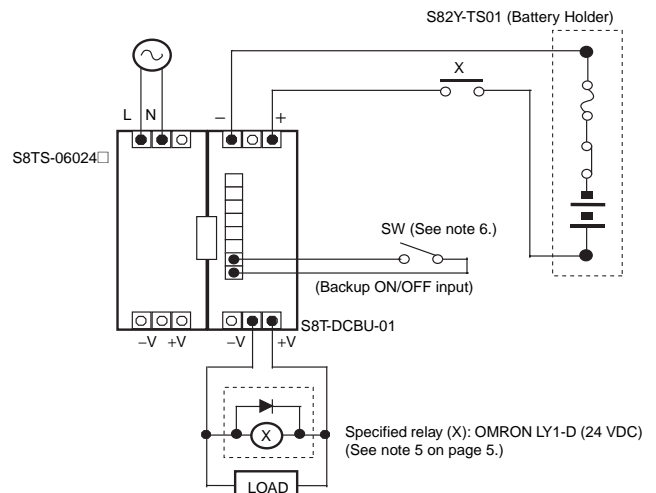 S82Y-TS01 (Battery Holder)
X
L N
− +
S8TS-06024□
SW (See note 6.)
(Backup ON/OFF input)
S8T-DCBU-01
−V +V
−V +V
X
Specified relay (X): OMRON LY1-D (24 VDC)
(See note 5 on page 5.)
LOAD